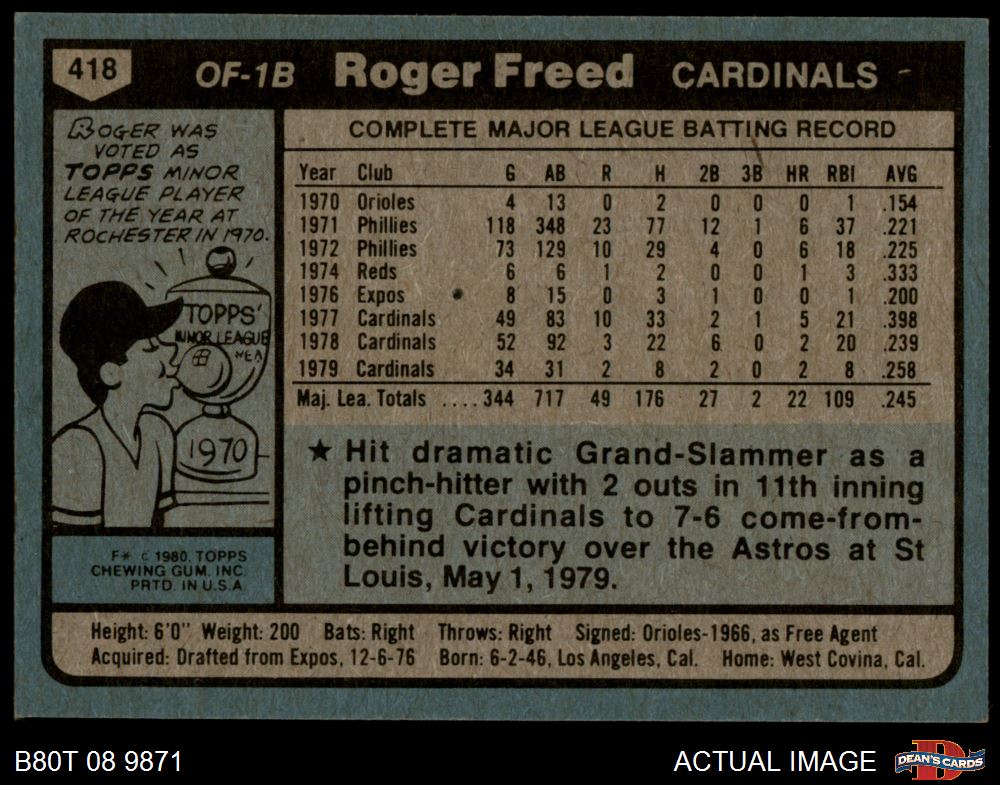 418 OF-1B Roger Freed CARDINALS
ROGER WAS
VOTED AS
TOPPS MINOR
LEAGUE PLAYER
OF THE YEAR AT
ROCHESTER IN 1970.
TOPPS'
MINOR LEAGUE
1970
F* © 1980, TOPPS
CHEWING GUM, INC.
PRTD. IN U.S.A.
COMPLETE MAJOR LEAGUE BATTING RECORD
Year Club G AB R H 2B 3B HR RBI AVG
1970 Orioles 4 13 0 2 0 0 0 1 .154
1971 Phillies 118 348 23 77 12 1 6 37 .221
1972 Phillies 73 129 10 29 4 0 6 18 .225
1974 Reds 6 6 1 2 0 0 1 3 .333
1976 Expos 8 15 0 3 1 0 0 1 .200
1977 Cardinals 49 83 10 33 2 1 5 21 .398
1978 Cardinals 52 92 3 22 6 0 2 20 .239
1979 Cardinals 34 31 2 8 2 0 2 8 .258
Maj. Lea. Totals ....344 717 49 176 27 2 22 109 .245
★ Hit dramatic Grand-Slammer as a
pinch-hitter with 2 outs in 11th inning
lifting Cardinals to 7-6 come-from-
behind victory over the Astros at St
Louis, May 1, 1979.
Height: 6'0" Weight: 200 Bats: Right Throws: Right Signed: Orioles-1966, as Free Agent
Acquired: Drafted from Expos, 12-6-76 Born: 6-2-46, Los Angeles, Cal. Home: West Covina, Cal.
B80T 08 9871
ACTUAL IMAGE
DEAN'S CARDS